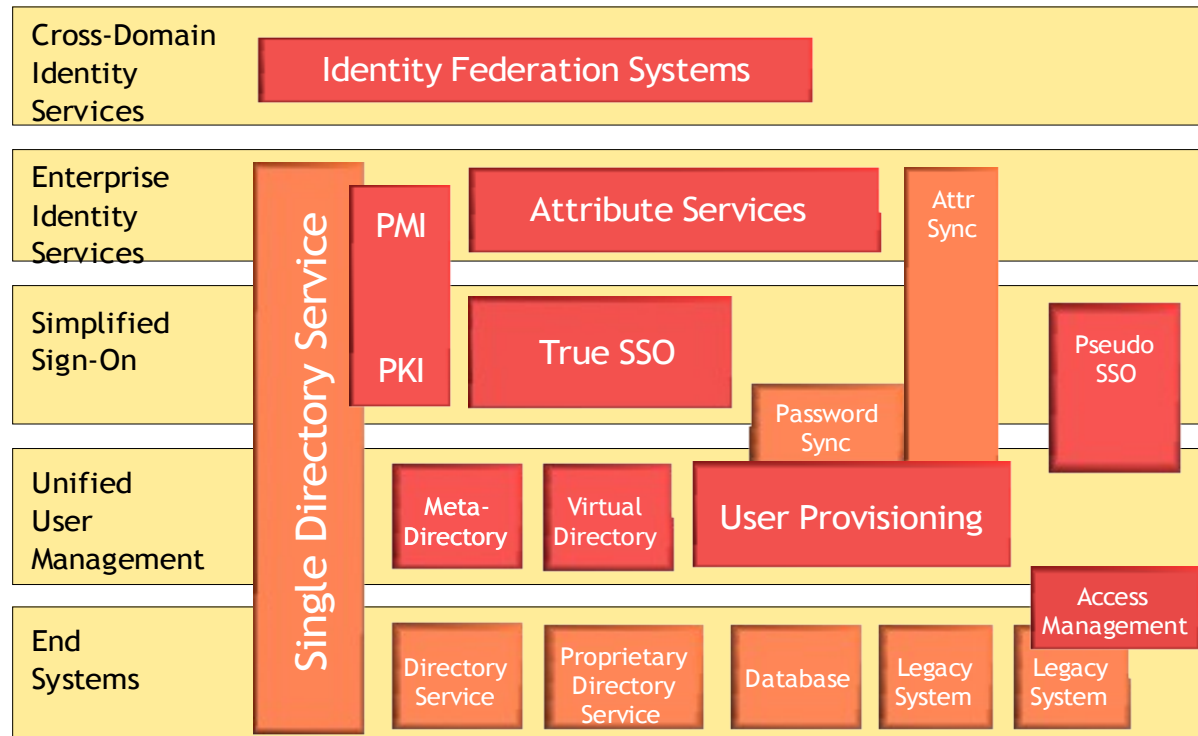 Cross-Domain
Identity
Services
Identity Federation Systems
Enterprise
Identity
Services
Single Directory Service
PMI
PKI
Attribute Services
Attr
Sync
Simplified
Sign-On
True SSO
Password
Sync
Pseudo
SSO
Unified
User
Management
Meta-
Directory
Virtual
Directory
User Provisioning
Access
Management
End
Systems
Directory
Service
Proprietary
Directory
Service
Database
Legacy
System
Legacy
System